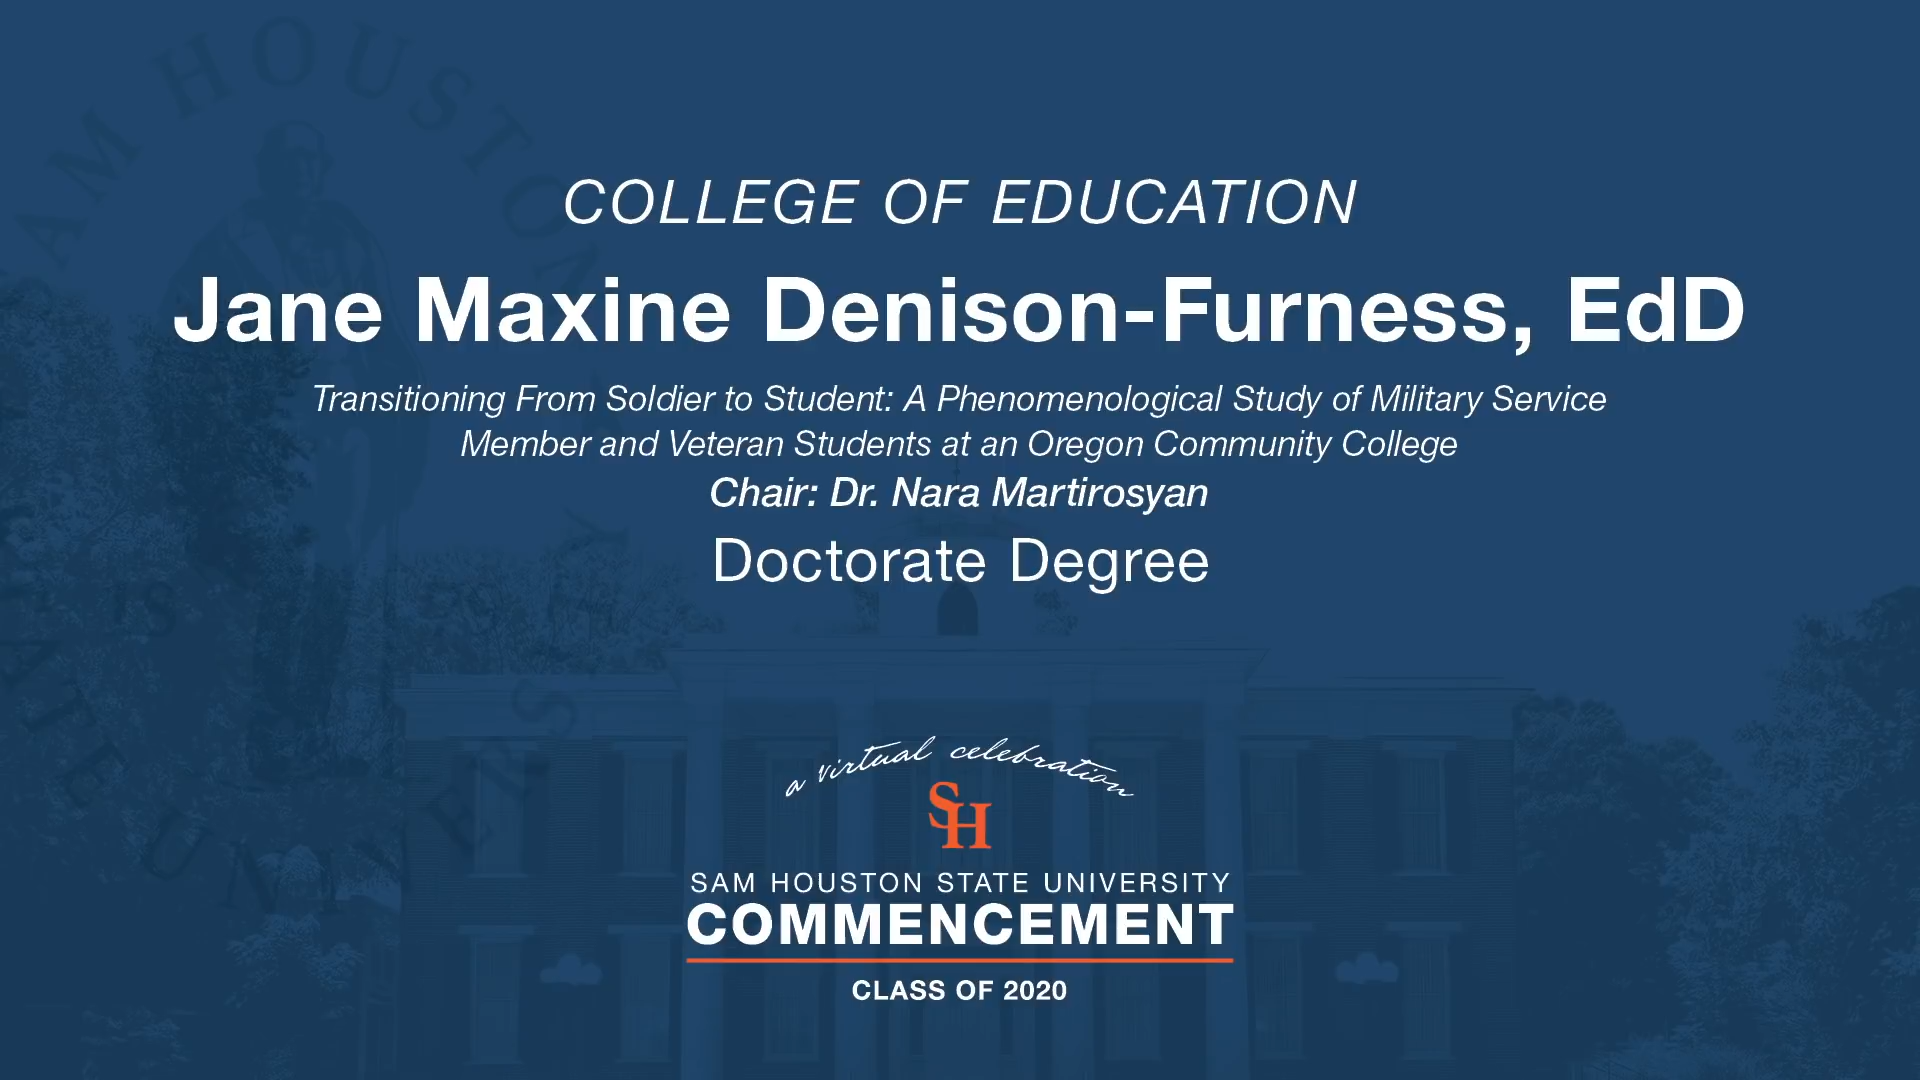 COLLEGE OF EDUCATION
Jane Maxine Denison-Furness, EdD
Transitioning From Soldier to Student: A Phenomenological Study of Military Service
Member and Veteran Students at an Oregon Community College
Chair: Dr. Nara Martirosyan
Doctorate Degree
a virtual celebration
SH
SAM HOUSTON STATE UNIVERSITY
COMMENCEMENT
CLASS OF 2020